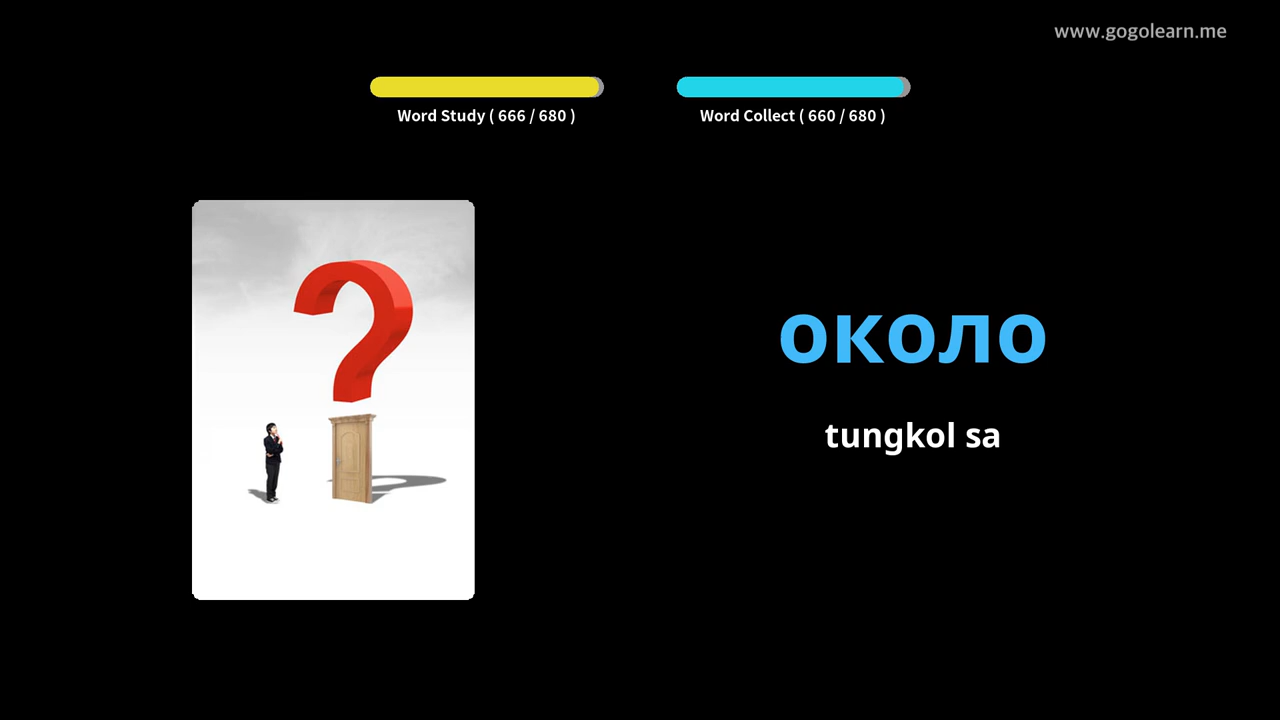 www.gogolearn.me
Word Study ( 666 / 680 )
Word Collect ( 660 / 680 )
около
tungkol sa